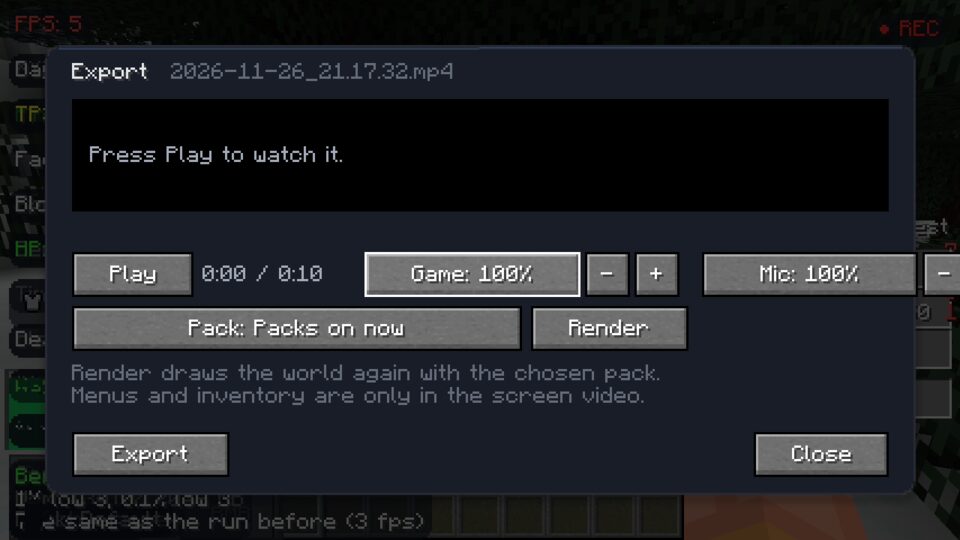 FPS: 5
REC
Export 2026-11-26_21.17.32.mp4
Press Play to watch it.
Play 0:00 / 0:10 Game: 100% - + Mic: 100% -
Pack: Packs on now Render
Render draws the world again with the chosen pack.
Menus and inventory are only in the screen video.
Export Close
same as the run before (3 fps)